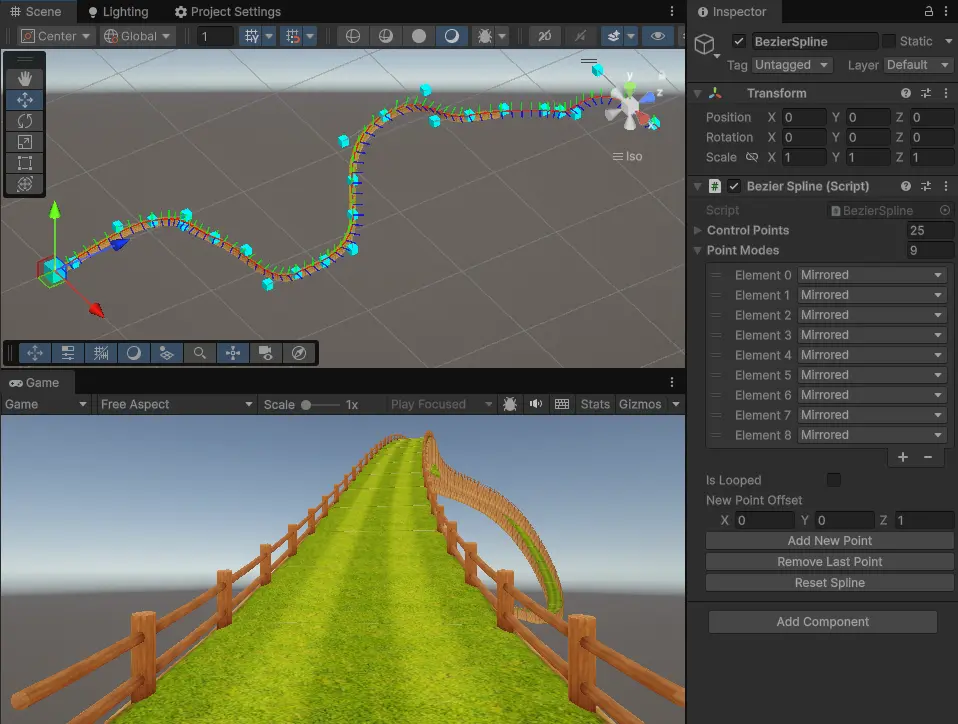 Scene Lighting Project Settings
Center Global 1 2D
y
z
x
Iso
Game
Game Free Aspect Scale 1x Play Focused Stats Gizmos
Inspector
BezierSpline Static
Tag Untagged Layer Default
Transform
Position X 0 Y 0 Z 0
Rotation X 0 Y 0 Z 0
Scale X 1 Y 1 Z 1
# Bezier Spline (Script)
Script BezierSpline
Control Points 25
Point Modes 9
Element 0 Mirrored
Element 1 Mirrored
Element 2 Mirrored
Element 3 Mirrored
Element 4 Mirrored
Element 5 Mirrored
Element 6 Mirrored
Element 7 Mirrored
Element 8 Mirrored
+ −
Is Looped
New Point Offset
X 0 Y 0 Z 1
Add New Point
Remove Last Point
Reset Spline
Add Component